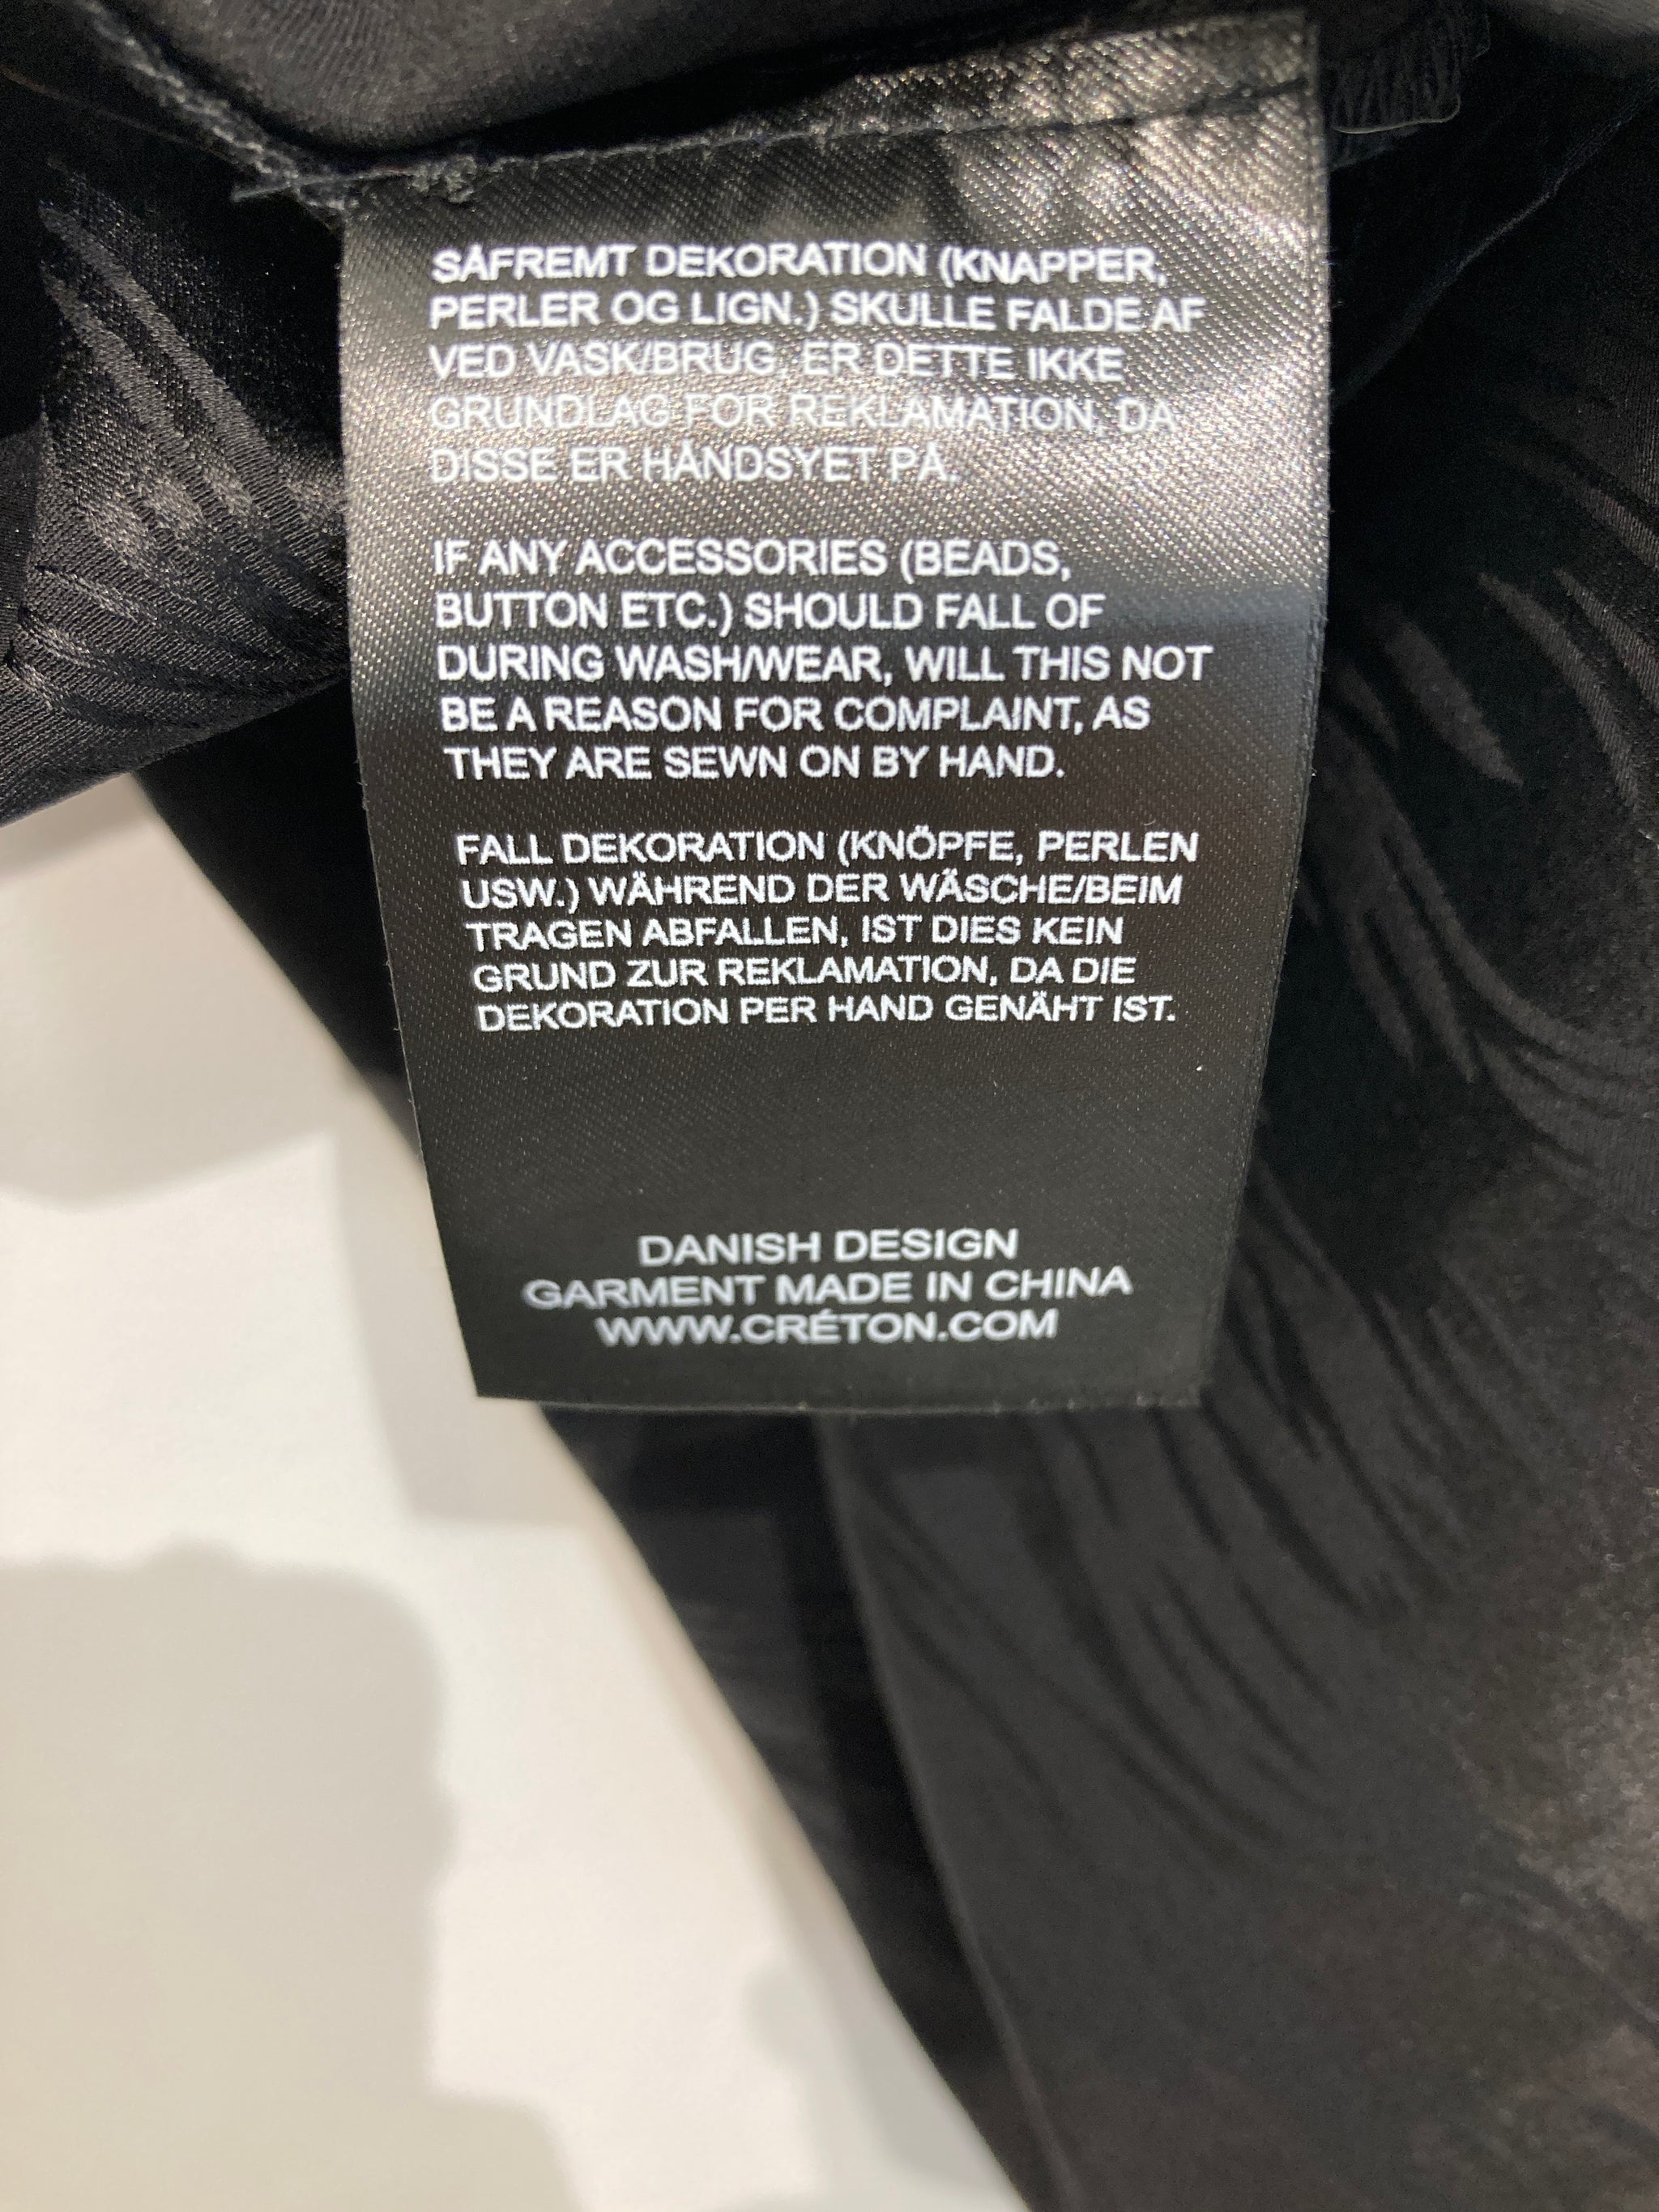 SÅFREMT DEKORATION (KNAPPER,
PERLER OG LIGN.) SKULLE FALDE AF
VED VASK/BRUG, ER DETTE IKKE
GRUNDLAG FOR REKLAMATION, DA
DISSE ER HÅNDSYET PÅ.
IF ANY ACCESSORIES (BEADS,
BUTTON ETC.) SHOULD FALL OF
DURING WASH/WEAR, WILL THIS NOT
BE A REASON FOR COMPLAINT, AS
THEY ARE SEWN ON BY HAND.
FALL DEKORATION (KNÖPFE, PERLEN
USW.) WÄHREND DER WÄSCHE/BEIM
TRAGEN ABFALLEN, IST DIES KEIN
GRUND ZUR REKLAMATION, DA DIE
DEKORATION PER HAND GENÄHT IST.
DANISH DESIGN
GARMENT MADE IN CHINA
WWW.CRÉTON.COM